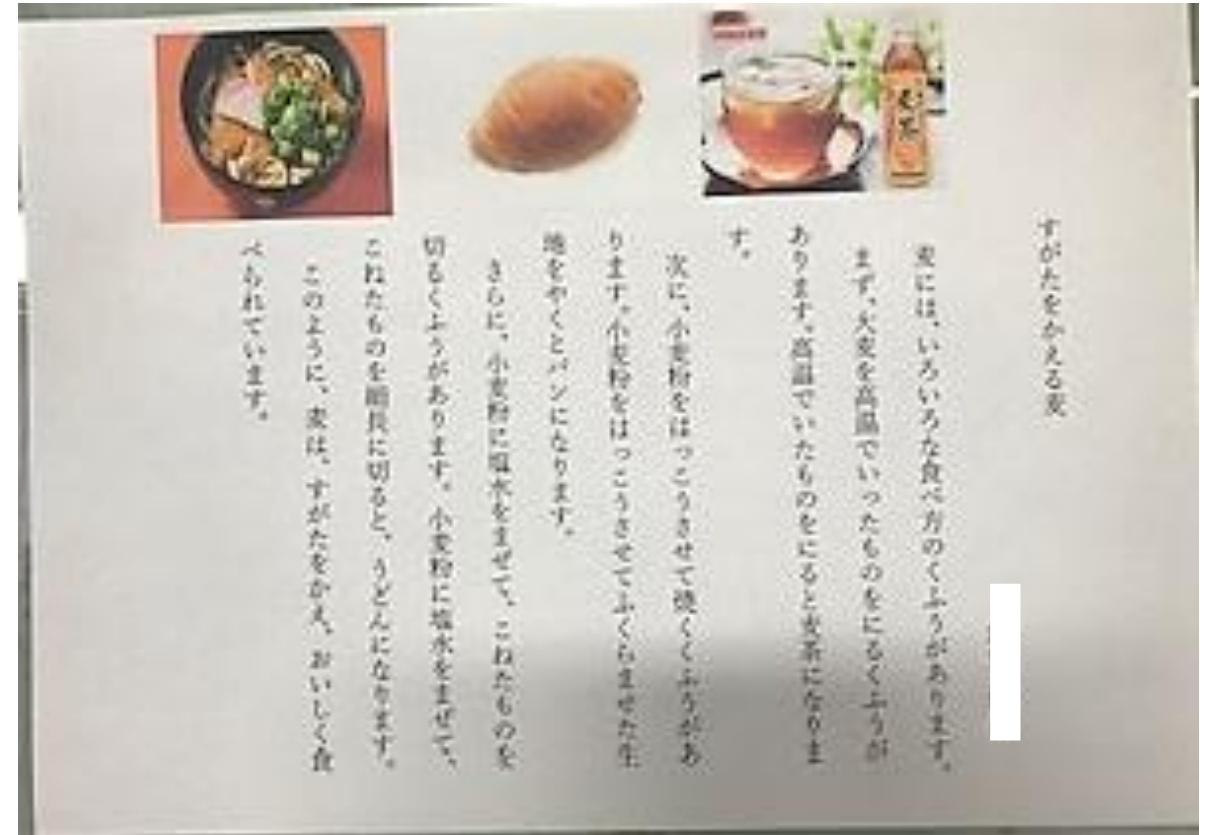 すがたをかえる麦
麦には、いろいろな食べ方のくふうがあります。
まず、大麦を高温でいったものをにるくふうが
あります。高温でいたものをにると麦茶になりま
す。
次に、小麦粉をはっこうさせて焼くくふうがあ
ります。小麦粉をはっこうさせてふくらませた生
地をやくとパンになります。
さらに、小麦粉に塩水をまぜて、こねたものを
切るくふうがあります。小麦粉に塩水をまぜて、
こねたものを細長に切ると、うどんになります。
このように、麦は、すがたをかえ、おいしく食
べられています。
麦茶